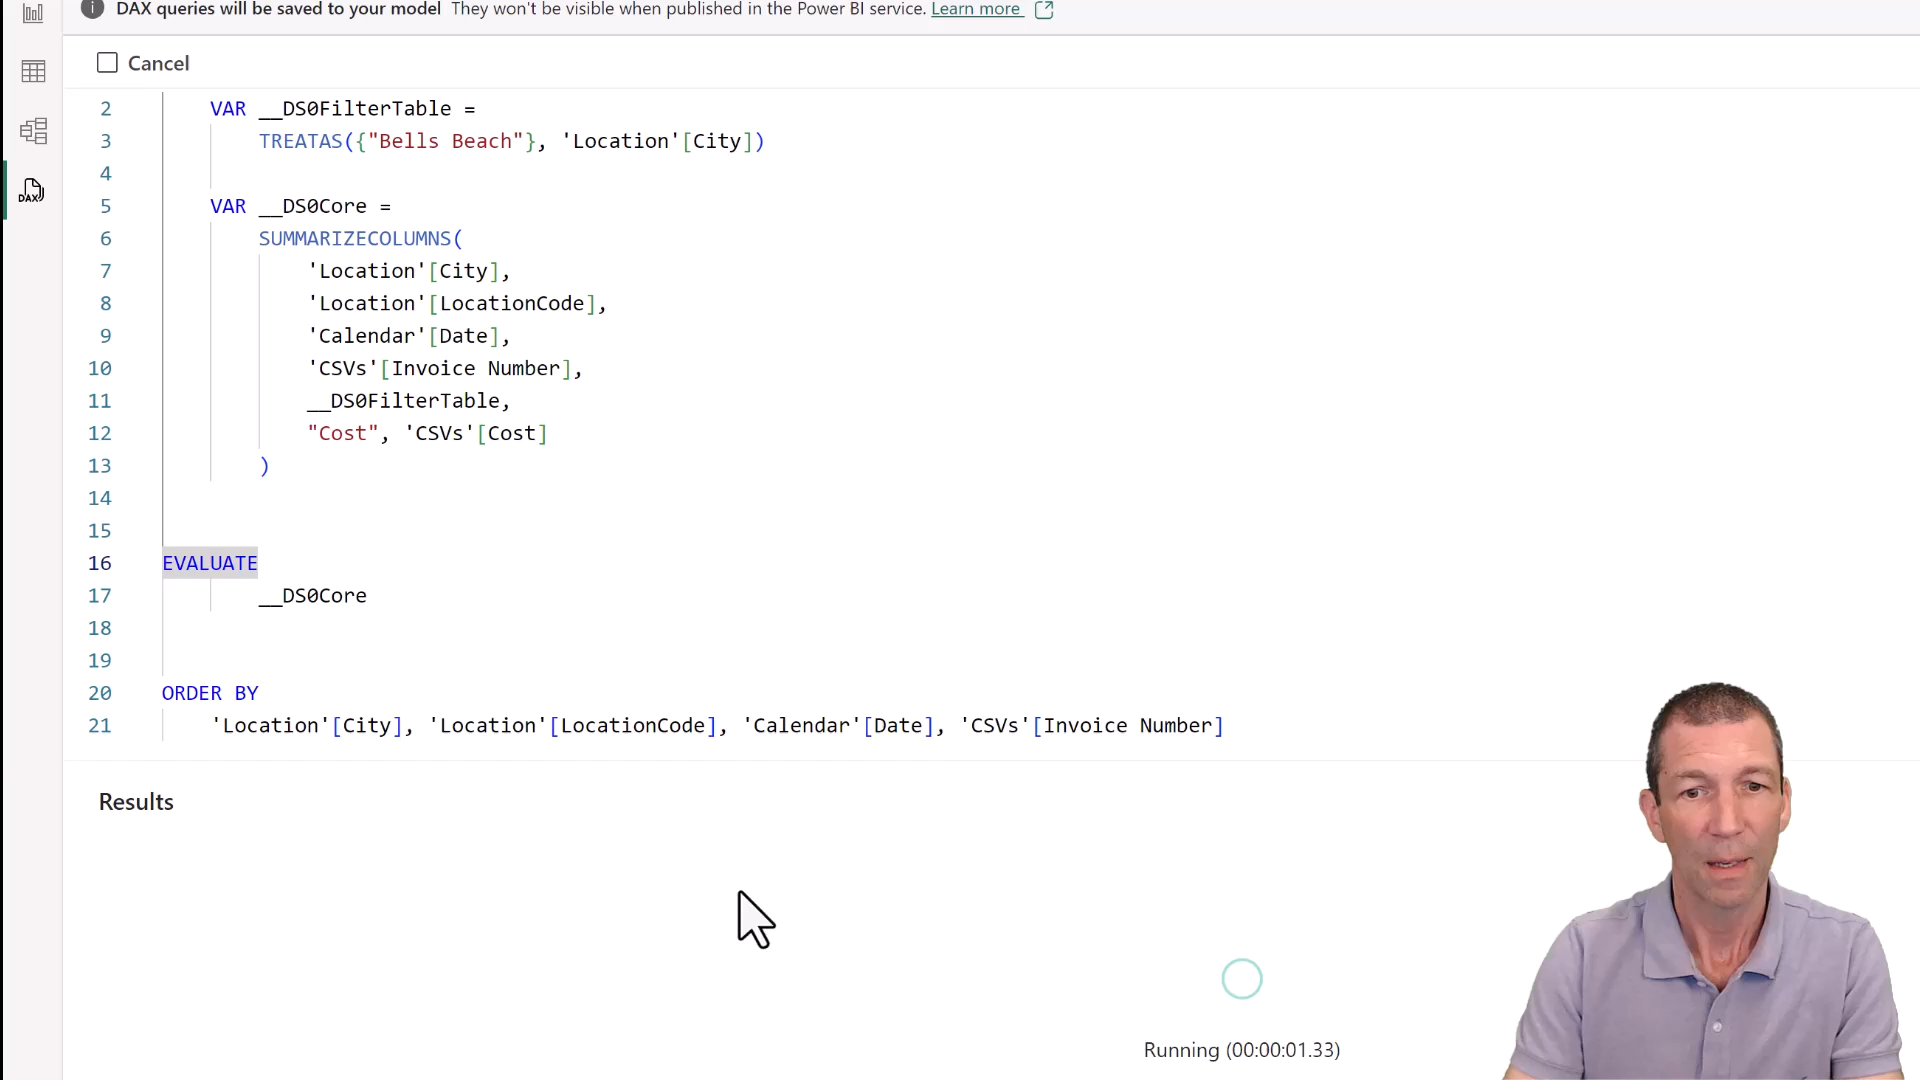 DAX queries will be saved to your model They won't be visible when published in the Power BI service. Learn more
Cancel
DAX
2 VAR __DS0FilterTable =
3 TREATAS({"Bells Beach"}, 'Location'[City])
4
5 VAR __DS0Core =
6 SUMMARIZECOLUMNS(
7 'Location'[City],
8 'Location'[LocationCode],
9 'Calendar'[Date],
10 'CSVs'[Invoice Number],
11 __DS0FilterTable,
12 "Cost", 'CSVs'[Cost]
13 )
14
15
16 EVALUATE
17 __DS0Core
18
19
20 ORDER BY
21 'Location'[City], 'Location'[LocationCode], 'Calendar'[Date], 'CSVs'[Invoice Number]
Results
Running (00:00:01.33)